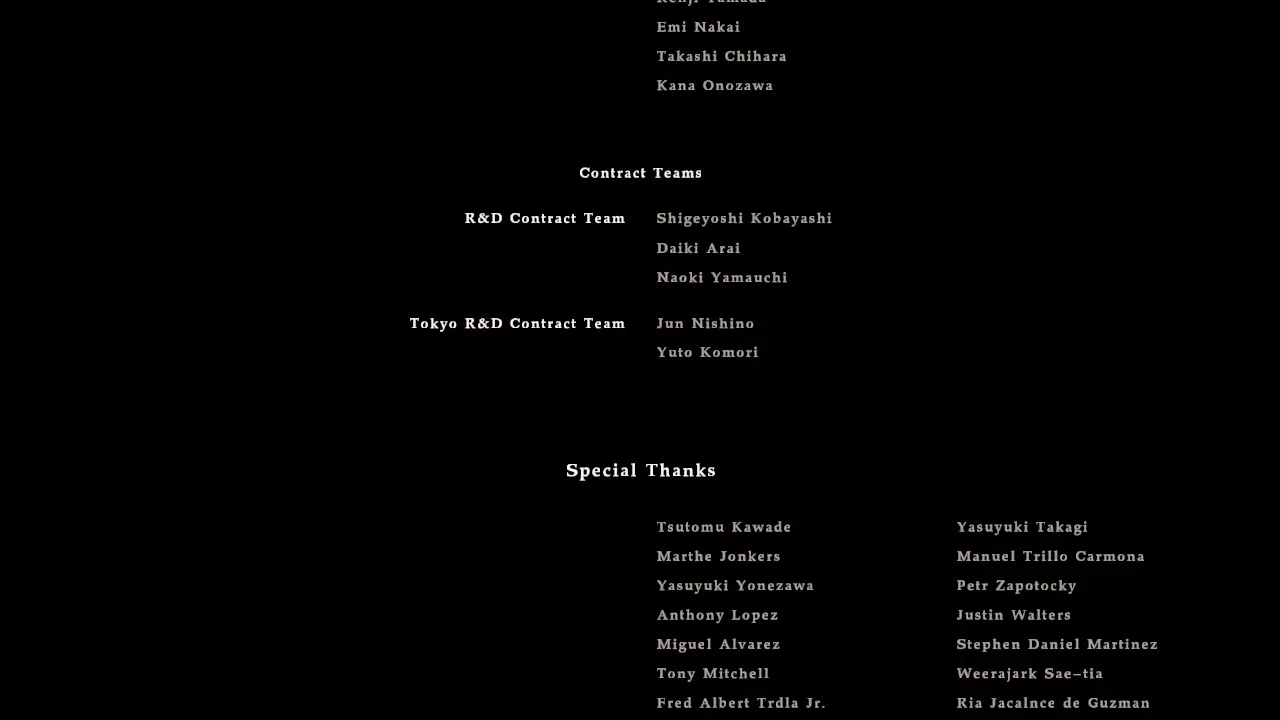 Emi Nakai
Takashi Chihara
Kana Onozawa
Contract Teams
R&D Contract Team Shigeyoshi Kobayashi
Daiki Arai
Naoki Yamauchi
Tokyo R&D Contract Team Jun Nishino
Yuto Komori
Special Thanks
Tsutomu Kawade Yasuyuki Takagi
Marthe Jonkers Manuel Trillo Carmona
Yasuyuki Yonezawa Petr Zapotocky
Anthony Lopez Justin Walters
Miguel Alvarez Stephen Daniel Martinez
Tony Mitchell Weerajark Sae-tia
Fred Albert Trdla Jr. Ria Jacalnce de Guzman